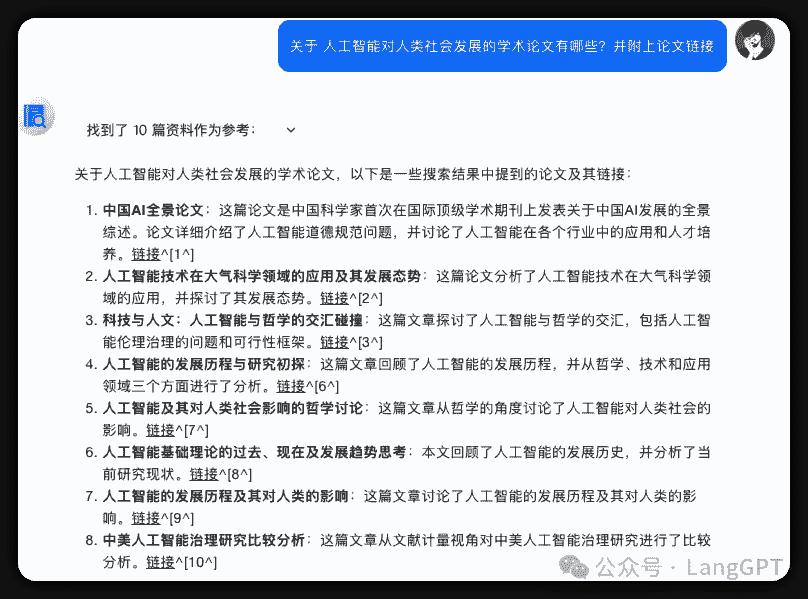 关于 人工智能对人类社会发展的学术论文有哪些？并附上论文链接
找到了 10 篇资料作为参考：
关于人工智能对人类社会发展的学术论文，以下是一些搜索结果中提到的论文及其链接：
1. 中国AI全景论文：这篇论文是中国科学家首次在国际顶级学术期刊上发表关于中国AI发展的全景
综述。论文详细介绍了人工智能道德规范问题，并讨论了人工智能在各个行业中的应用和人才培
养。链接^[1^]
2. 人工智能技术在大气科学领域的应用及其发展态势：这篇论文分析了人工智能技术在大气科学领
域的应用，并探讨了其发展态势。链接^[2^]
3. 科技与人文：人工智能与哲学的交汇碰撞：这篇文章探讨了人工智能与哲学的交汇，包括人工智
能伦理治理的问题和可行性框架。链接^[3^]
4. 人工智能的发展历程与研究初探：这篇文章回顾了人工智能的发展历程，并从哲学、技术和应用
领域三个方面进行了分析。链接^[6^]
5. 人工智能及其对人类社会影响的哲学讨论：这篇文章从哲学的角度讨论了人工智能对人类社会的
影响。链接^[7^]
6. 人工智能基础理论的过去、现在及发展趋势思考：本文回顾了人工智能的发展历史，并分析了当
前研究现状。链接^[8^]
7. 人工智能的发展历程及其对人类的影响：这篇文章讨论了人工智能的发展历程及其对人类的影
响。链接^[9^]
8. 中美人工智能治理研究比较分析：这篇文章从文献计量视角对中美人工智能治理研究进行了比较
分析。链接^[10^]
公众号 · LangGPT